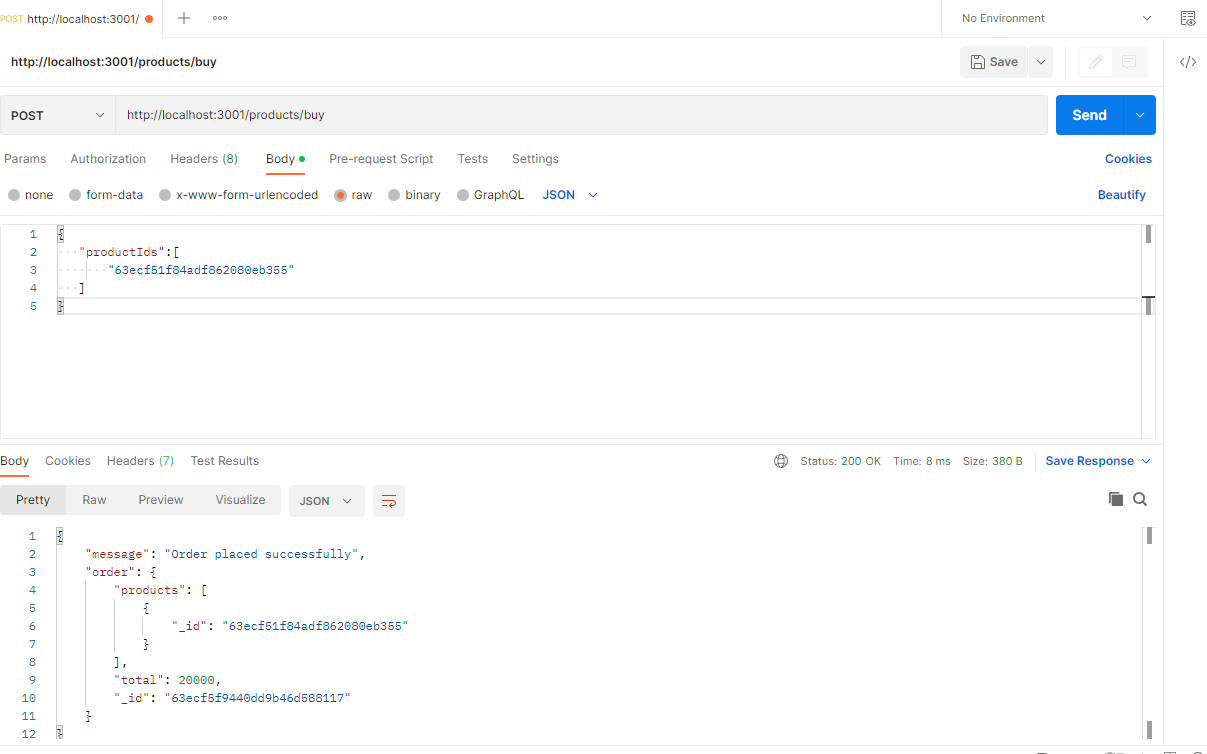 POST http://localhost:3001/
No Environment
http://localhost:3001/products/buy
Save
POST http://localhost:3001/products/buy Send
Params Authorization Headers (8) Body Pre-request Script Tests Settings Cookies
none form-data x-www-form-urlencoded raw binary GraphQL JSON Beautify
1 {
2 "productIds":[
3 "63ecf51f84adf862080eb355"
4 ]
5 }
Body Cookies Headers (7) Test Results Status: 200 OK Time: 8 ms Size: 380 B Save Response
Pretty Raw Preview Visualize JSON
1 {
2 "message": "Order placed successfully",
3 "order": {
4 "products": [
5 {
6 "_id": "63ecf51f84adf862080eb355"
7 }
8 ],
9 "total": 20000,
10 "_id": "63ecf5f9440dd9b46d588117"
11 }
12 }